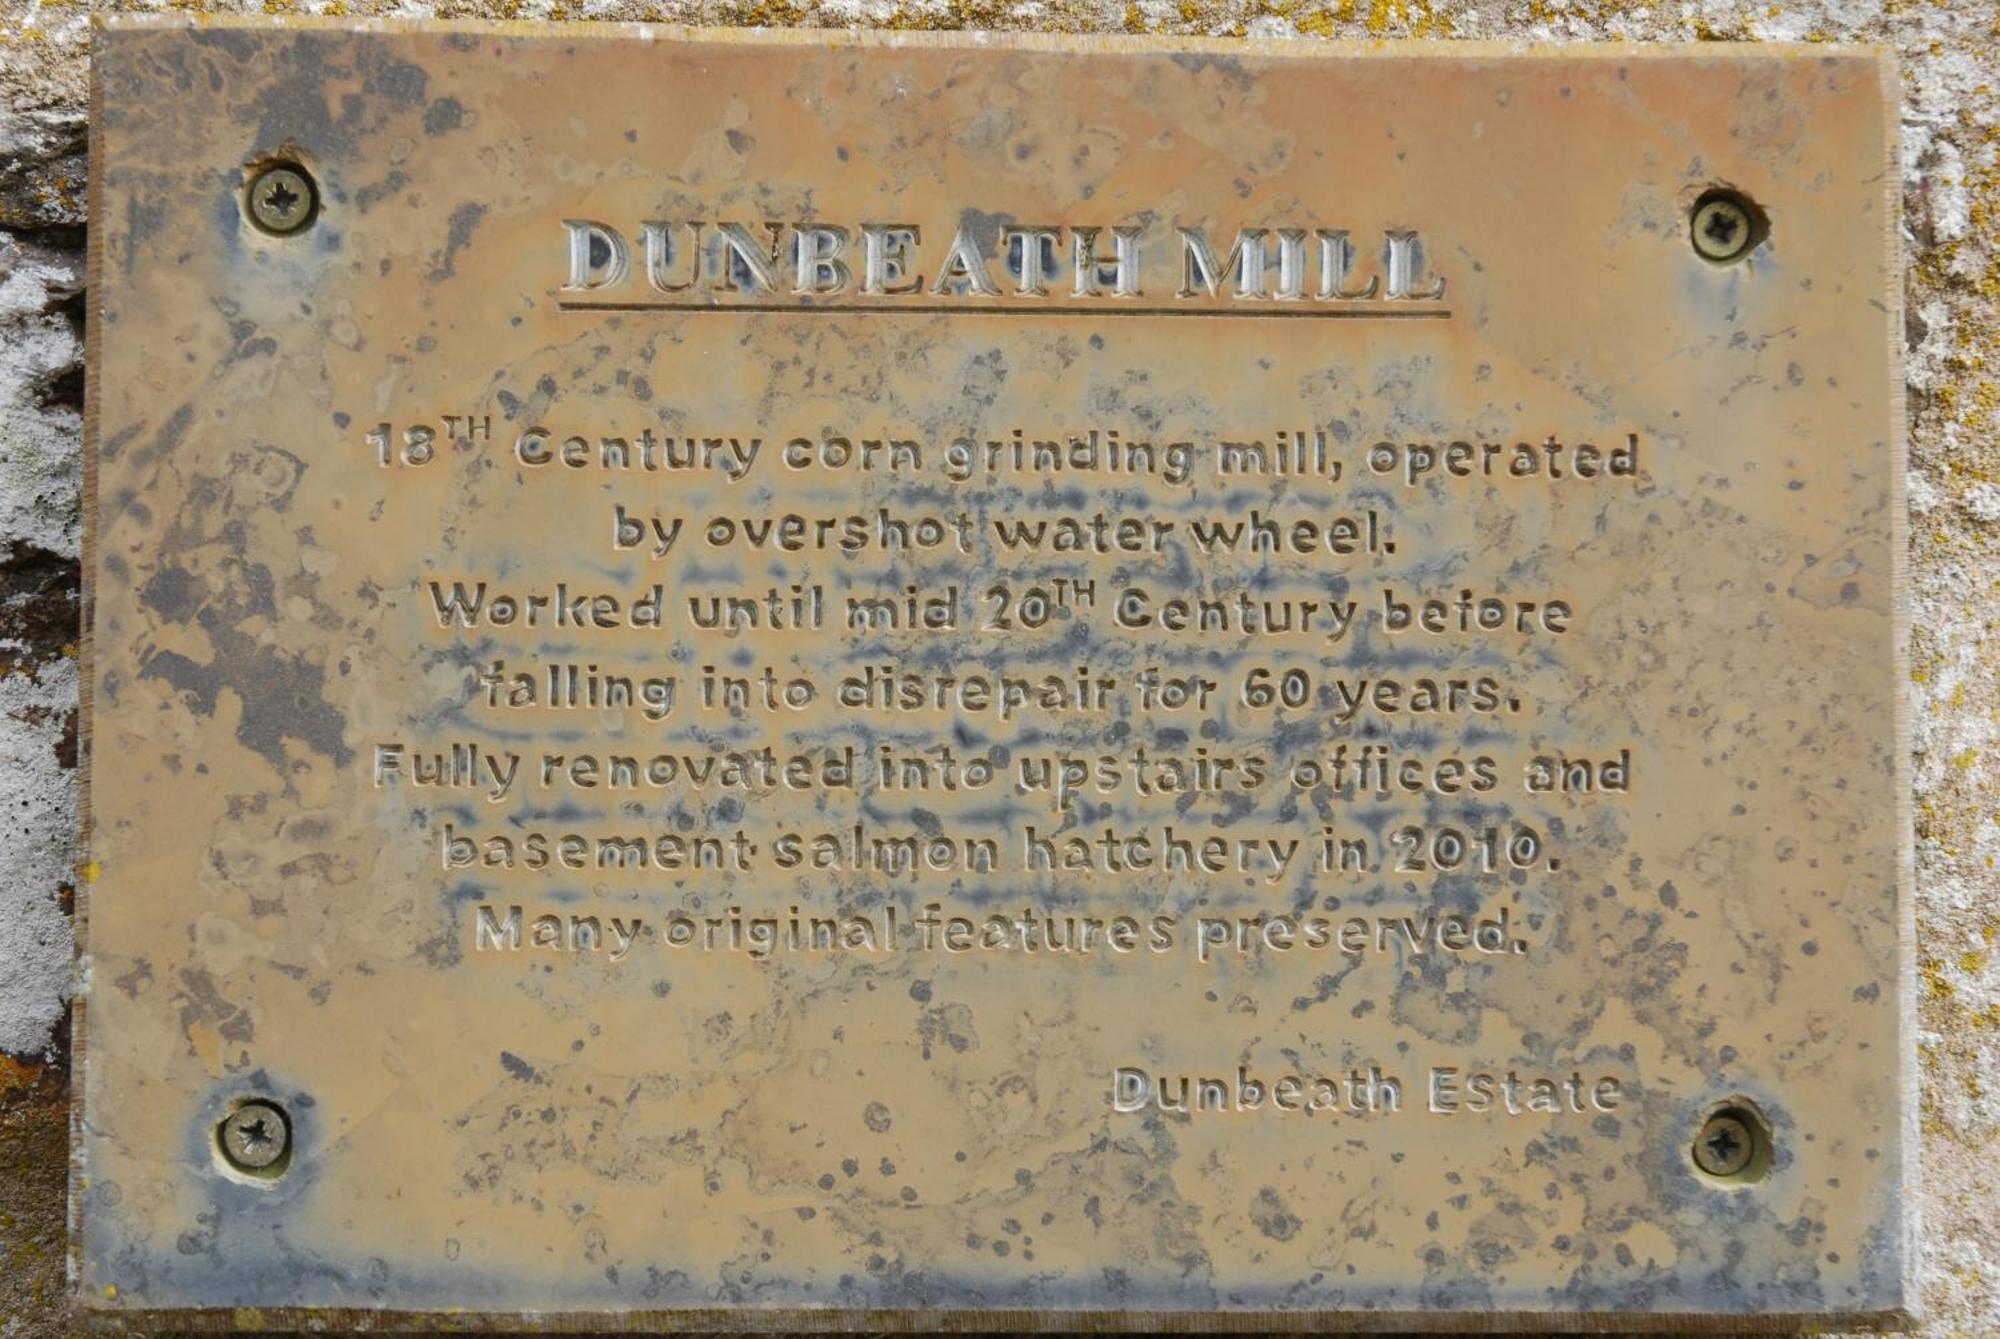 DUNBEATH MILL
18TH Century corn grinding mill, operated
by overshot water wheel.
Worked until mid 20TH Century before
falling into disrepair for 60 years.
Fully renovated into upstairs offices and
basement salmon hatchery in 2010.
Many original features preserved.
Dunbeath Estate